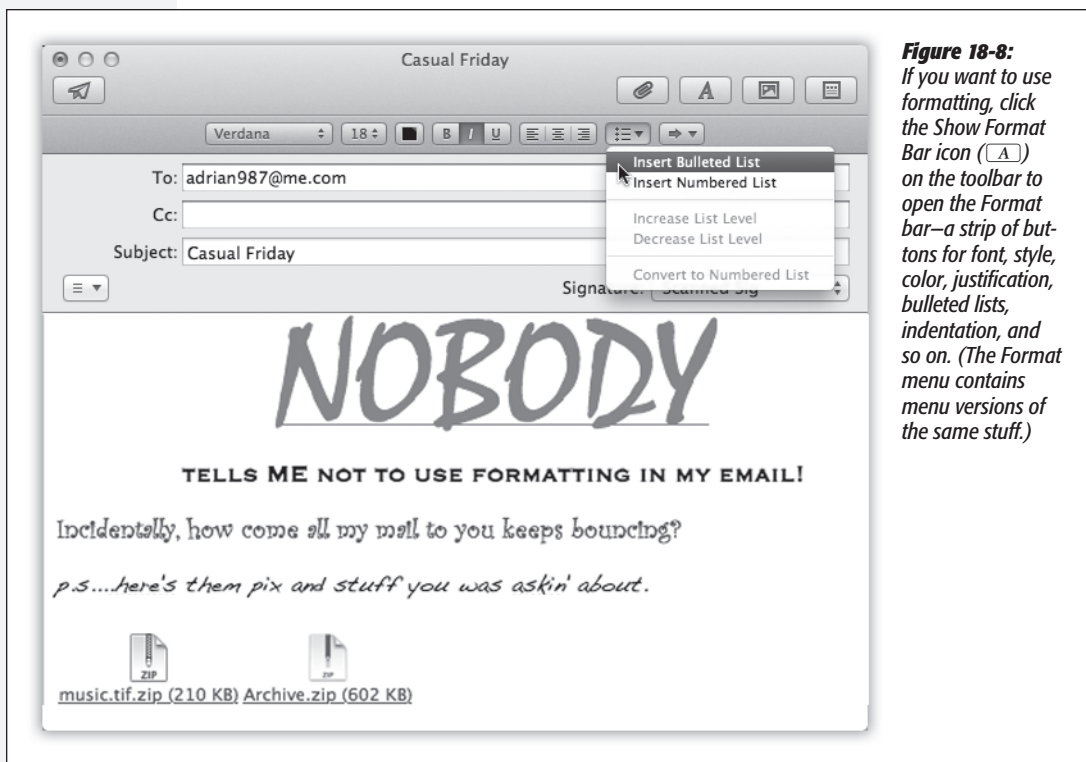 Casual Friday
A
Verdana 18 B I U
To: adrian987@me.com
Insert Bulleted List
Insert Numbered List
Cc:
Increase List Level
Decrease List Level
Subject: Casual Friday
Convert to Numbered List
Signature: Scanned Sig
NOBODY
TELLS ME NOT TO USE FORMATTING IN MY EMAIL!
Incidentally, how come all my mail to you keeps bouncing?
p.s....here's them pix and stuff you was askin' about.
ZIP ZIP
music.tif.zip (210 KB) Archive.zip (602 KB)
Figure 18-8:
If you want to use
formatting, click
the Show Format
Bar icon ( A )
on the toolbar to
open the Format
bar—a strip of but-
tons for font, style,
color, justification,
bulleted lists,
indentation, and
so on. (The Format
menu contains
menu versions of
the same stuff.)